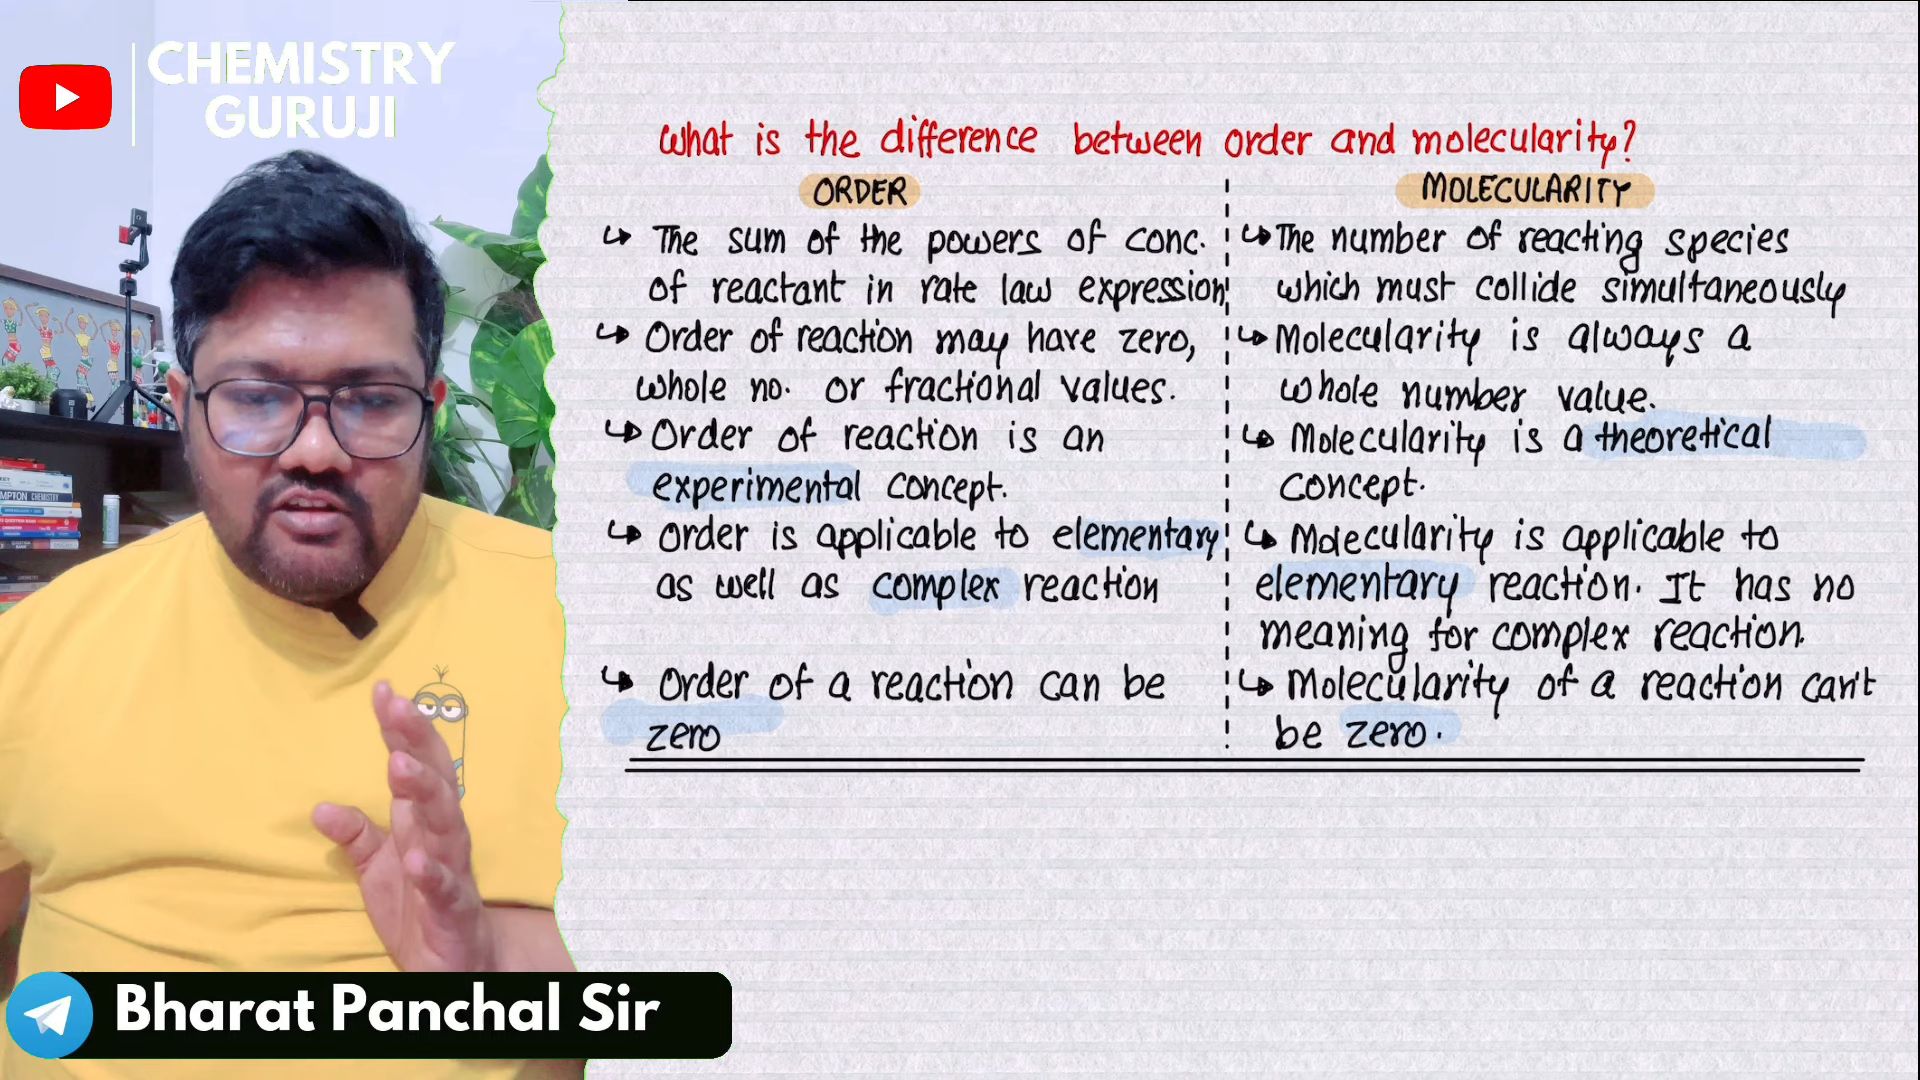 CHEMISTRY
GURUJI
What is the difference between order and molecularity?
ORDER
↳ The sum of the powers of conc.
of reactant in rate law expression
↳ Order of reaction may have zero,
whole no. or fractional values.
↳ Order of reaction is an
experimental concept.
↳ Order is applicable to elementary
as well as complex reaction
↳ Order of a reaction can be
zero
MOLECULARITY
↳ The number of reacting species
which must collide simultaneously
↳ Molecularity is always a
whole number value.
↳ Molecularity is a theoretical
concept.
↳ Molecularity is applicable to
elementary reaction. It has no
meaning for complex reaction.
↳ Molecularity of a reaction can't
be zero.
MPTON CHEMISTRY
Bharat Panchal Sir